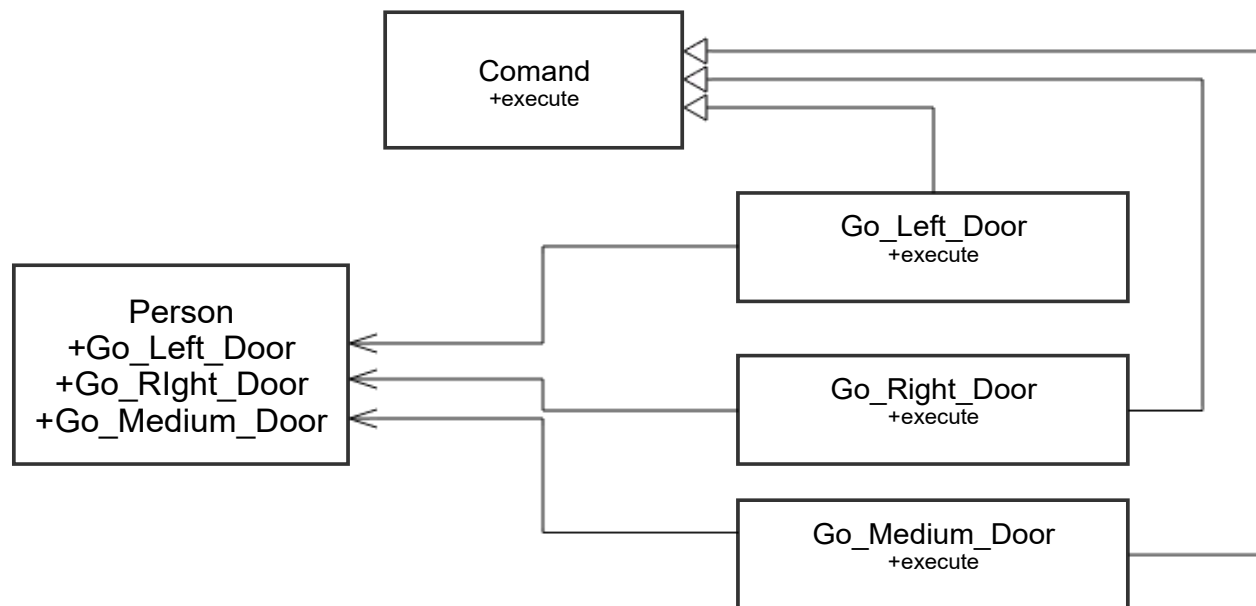 Comand
+execute
Go_Left_Door
+execute
Person
+Go_Left_Door
+Go_RIght_Door
+Go_Medium_Door
Go_Right_Door
+execute
Go_Medium_Door
+execute